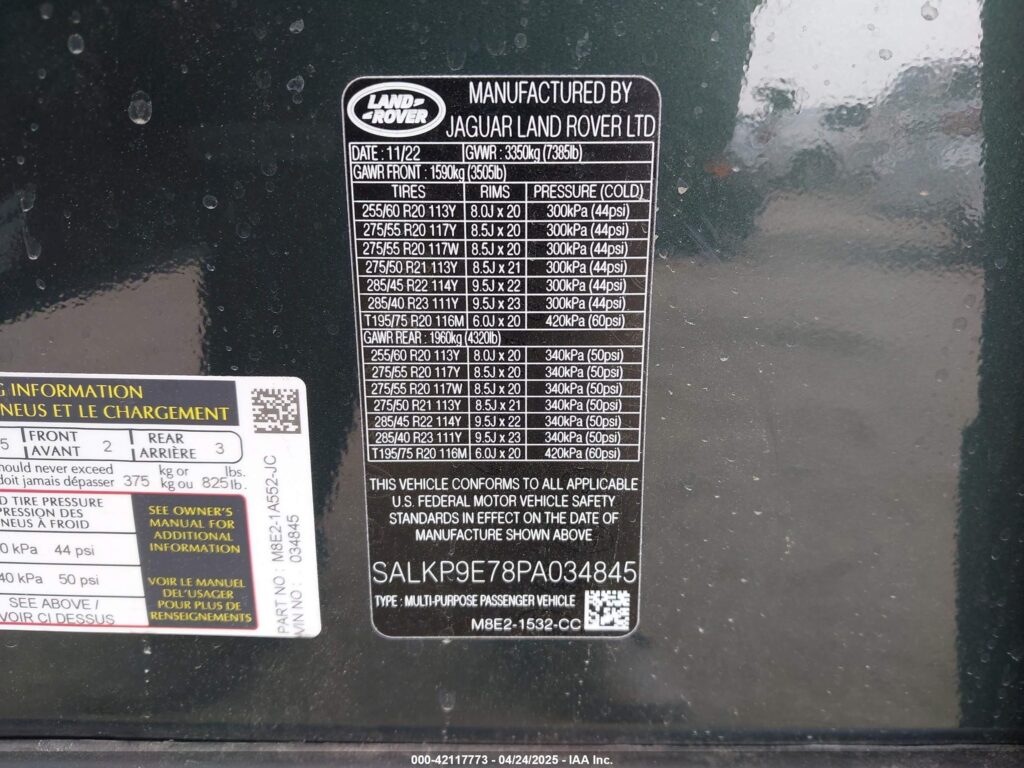 LAND-
-ROVER
MANUFACTURED BY
JAGUAR LAND ROVER LTD
DATE : 11/22 GVWR : 3350kg (7385lb)
GAWR FRONT : 1590kg (3505lb)
TIRES RIMS PRESSURE (COLD)
255/60 R20 113Y 8.0J x 20 300kPa (44psi)
275/55 R20 117Y 8.5J x 20 300kPa (44psi)
275/55 R20 117W 8.5J x 20 300kPa (44psi)
275/50 R21 113Y 8.5J x 21 300kPa (44psi)
285/45 R22 114Y 9.5J x 22 300kPa (44psi)
285/40 R23 111Y 9.5J x 23 300kPa (44psi)
T195/75 R20 116M 6.0J x 20 420kPa (60psi)
GAWR REAR : 1960kg (4320lb)
255/60 R20 113Y 8.0J x 20 340kPa (50psi)
275/55 R20 117Y 8.5J x 20 340kPa (50psi)
275/55 R20 117W 8.5J x 20 340kPa (50psi)
275/50 R21 113Y 8.5J x 21 340kPa (50psi)
285/45 R22 114Y 9.5J x 22 340kPa (50psi)
285/40 R23 111Y 9.5J x 23 340kPa (50psi)
T195/75 R20 116M 6.0J x 20 420kPa (60psi)
THIS VEHICLE CONFORMS TO ALL APPLICABLE
U.S. FEDERAL MOTOR VEHICLE SAFETY
STANDARDS IN EFFECT ON THE DATE OF
MANUFACTURE SHOWN ABOVE
SALKP9E78PA034845
TYPE : MULTI-PURPOSE PASSENGER VEHICLE
M8E2-1532-CC
G INFORMATION
NEUS ET LE CHARGEMENT
5 FRONT 2 REAR 3
AVANT ARRIÈRE
hould never exceed kg or lbs.
doit jamais dépasser 375 kg ou 825 lb.
D TIRE PRESSURE
PRESSION DES
NEUS À FROID
0 kPa 44 psi
40 kPa 50 psi
SEE ABOVE /
VOIR CI DESSUS
SEE OWNER'S
MANUAL FOR
ADDITIONAL
INFORMATION
VOIR LE MANUEL
DEL'USAGER
POUR PLUS DE
RENSEIGNEMENTS
PART NO : M8E2-1A552-JC
VIN NO : 034845
000-42117773 - 04/24/2025 - IAA Inc.